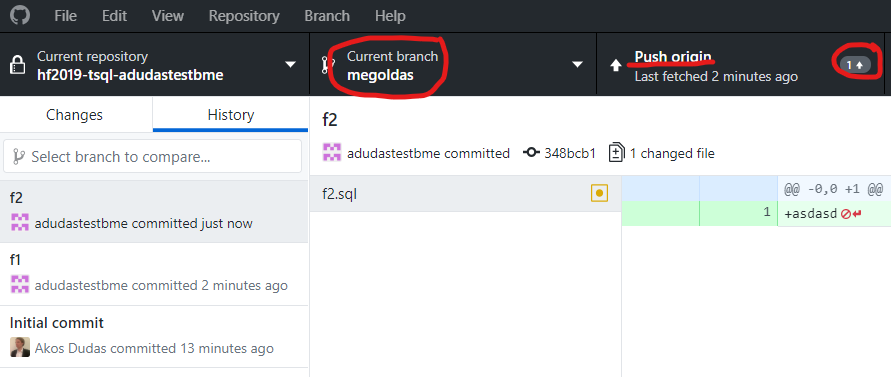 File Edit View Repository Branch Help
Current repository
hf2019-tsql-adudastestbme
Current branch
megoldas
Push origin
Last fetched 2 minutes ago
1
Changes
History
Select branch to compare...
f2
adudastestbme committed just now
f1
adudastestbme committed 2 minutes ago
Initial commit
Akos Dudas committed 13 minutes ago
f2
adudastestbme committed 348bcb1 1 changed file
f2.sql
@@ -0,0 +1 @@
1 +asdasd